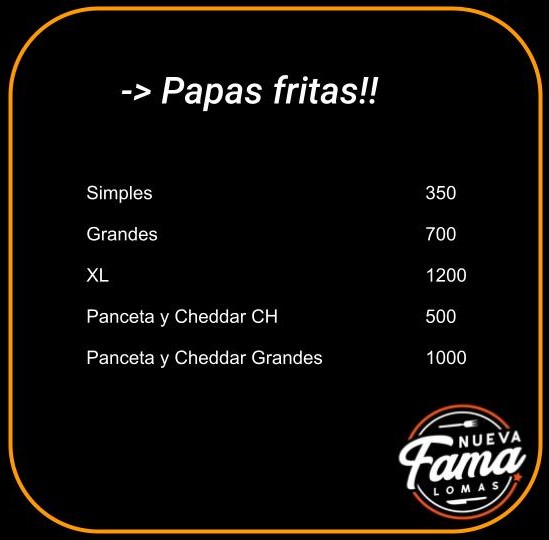 -> Papas fritas!!
Simples 350
Grandes 700
XL 1200
Panceta y Cheddar CH 500
Panceta y Cheddar Grandes 1000
NUEVA
Fama
LOMAS